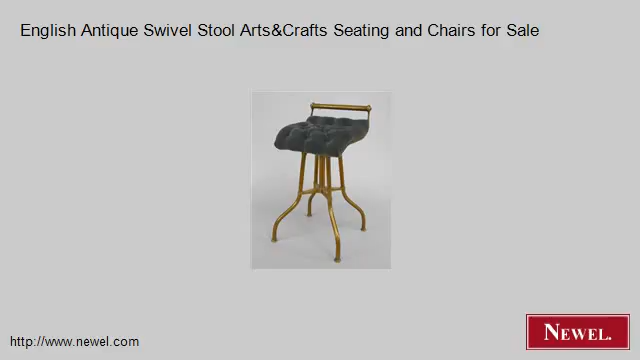 English Antique Swivel Stool Arts&Crafts Seating and Chairs for Sale
http://www.newel.com
NEWEL.